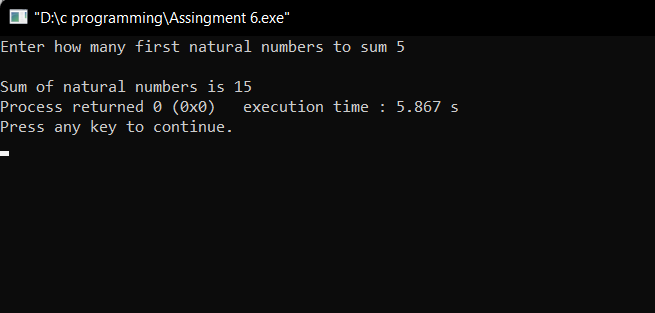 "D:\c programming\Assingment 6.exe"
Enter how many first natural numbers to sum 5
Sum of natural numbers is 15
Process returned 0 (0x0)   execution time : 5.867 s
Press any key to continue.